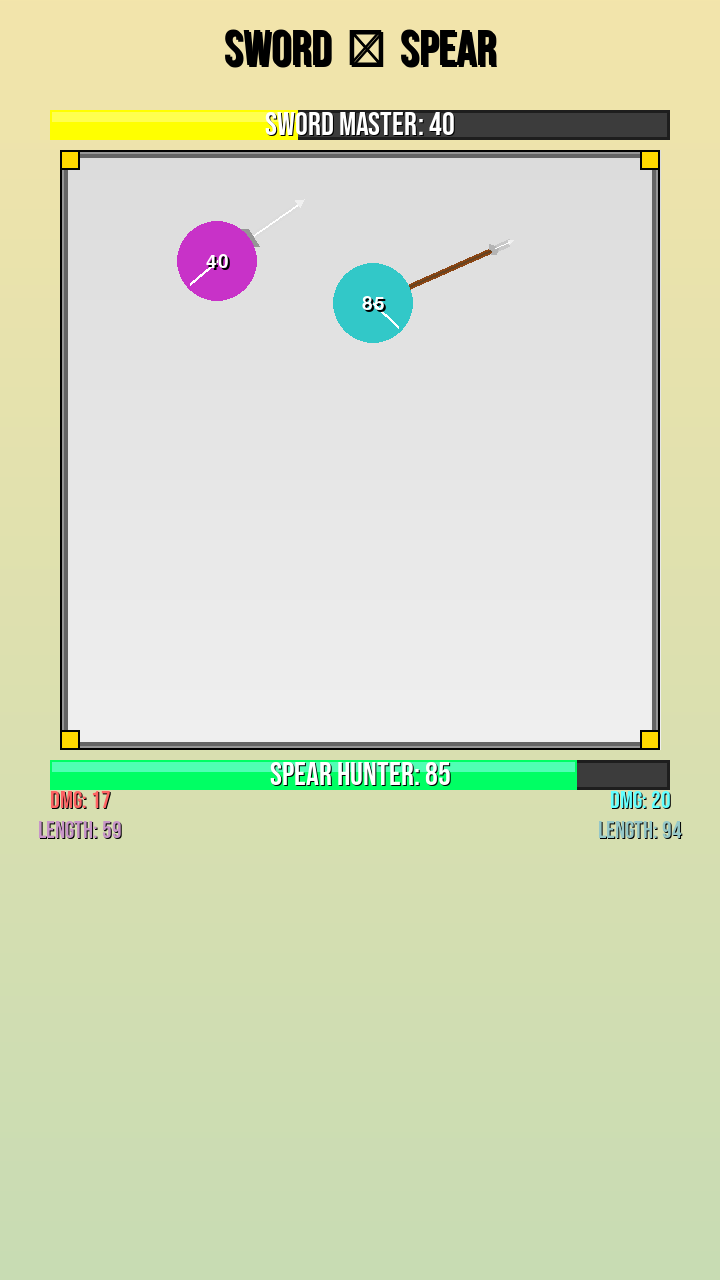 SWORD ☒ SPEAR
SWORD MASTER: 40
40
85
SPEAR HUNTER: 85
DMG: 17
DMG: 20
LENGTH: 59
LENGTH: 94